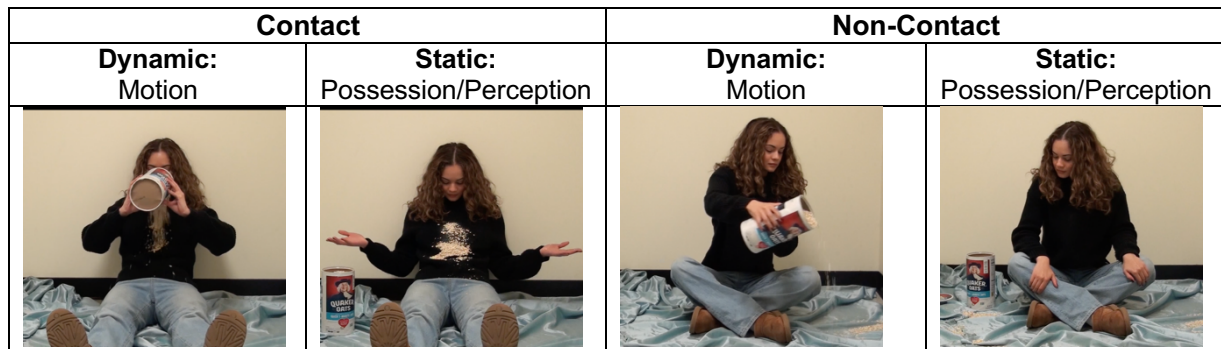 Contact
Non-Contact
Dynamic:
Motion
Static:
Possession/Perception
Dynamic:
Motion
Static:
Possession/Perception
QUAKER
OATS
QUAKER
OATS